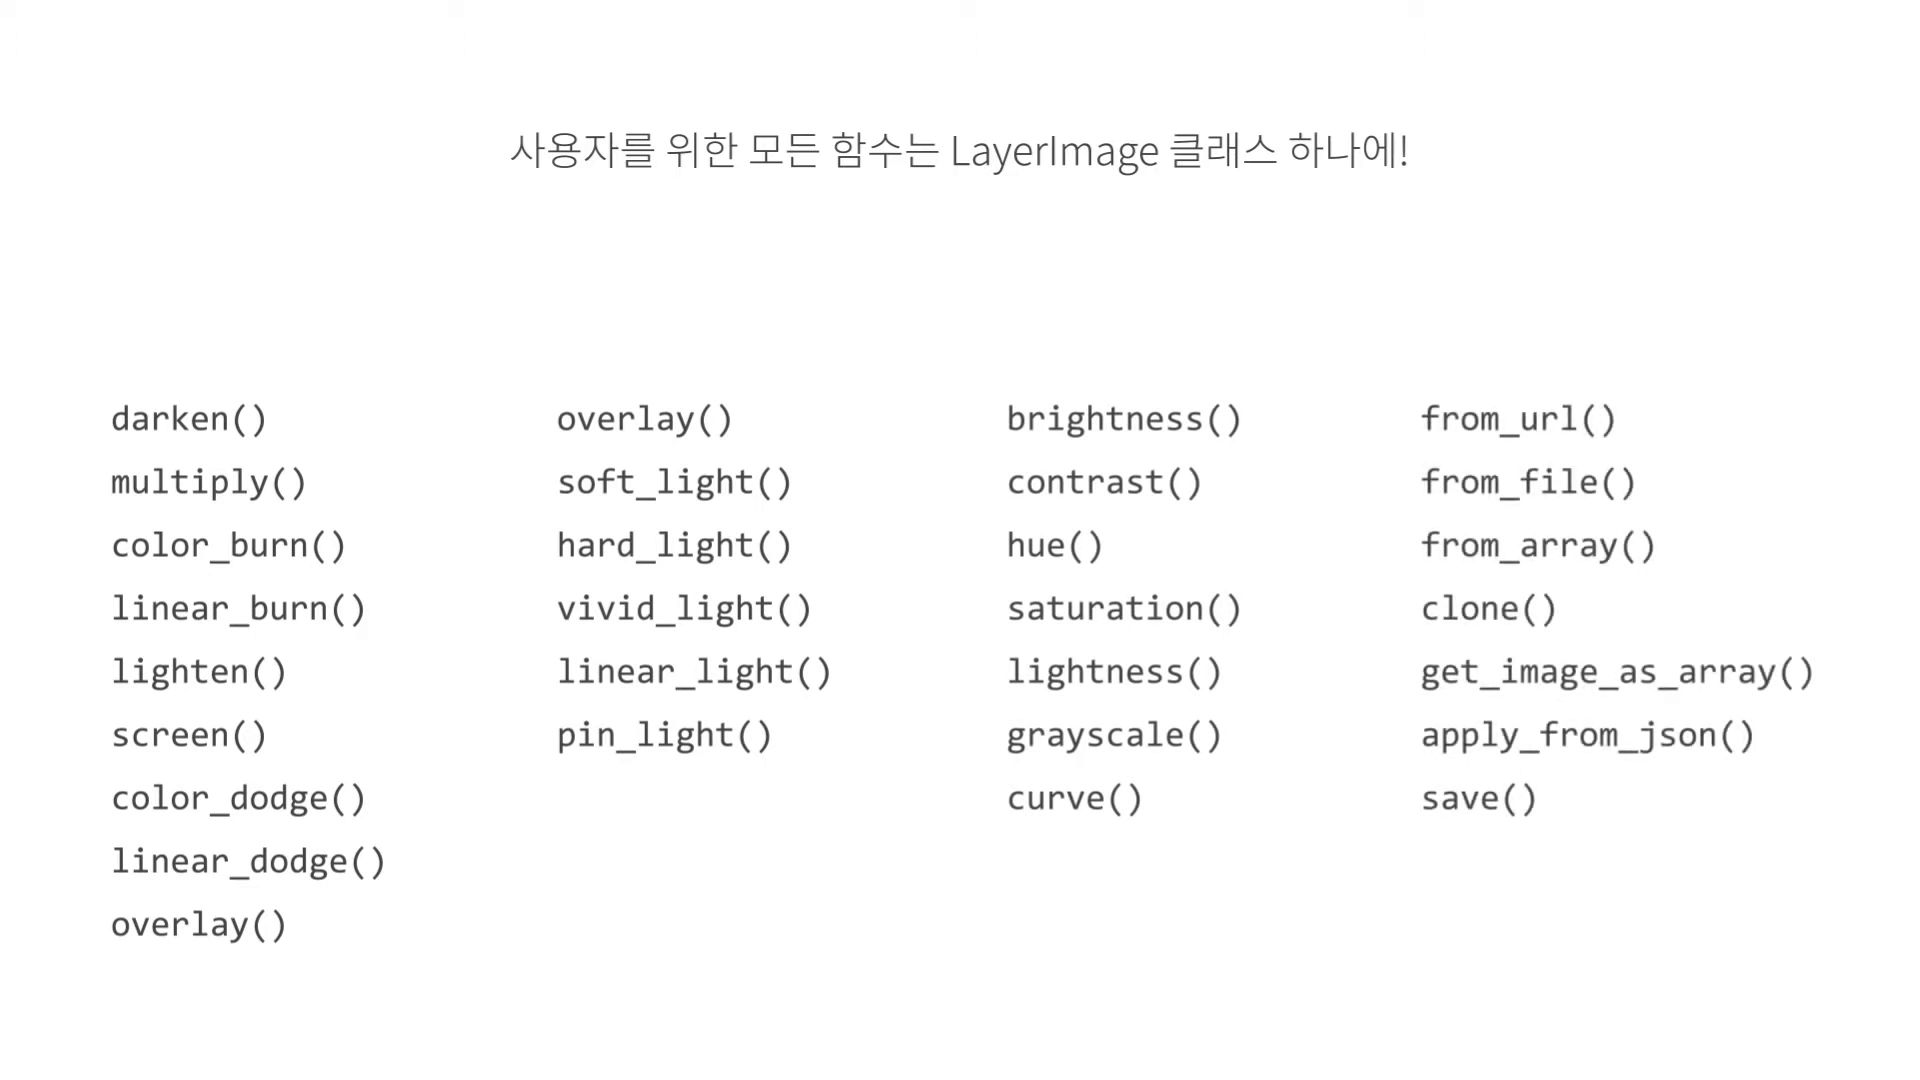 사용자를 위한 모든 함수는 LayerImage 클래스 하나에!
darken()
multiply()
color_burn()
linear_burn()
lighten()
screen()
color_dodge()
linear_dodge()
overlay()
overlay()
soft_light()
hard_light()
vivid_light()
linear_light()
pin_light()
brightness()
contrast()
hue()
saturation()
lightness()
grayscale()
curve()
from_url()
from_file()
from_array()
clone()
get_image_as_array()
apply_from_json()
save()